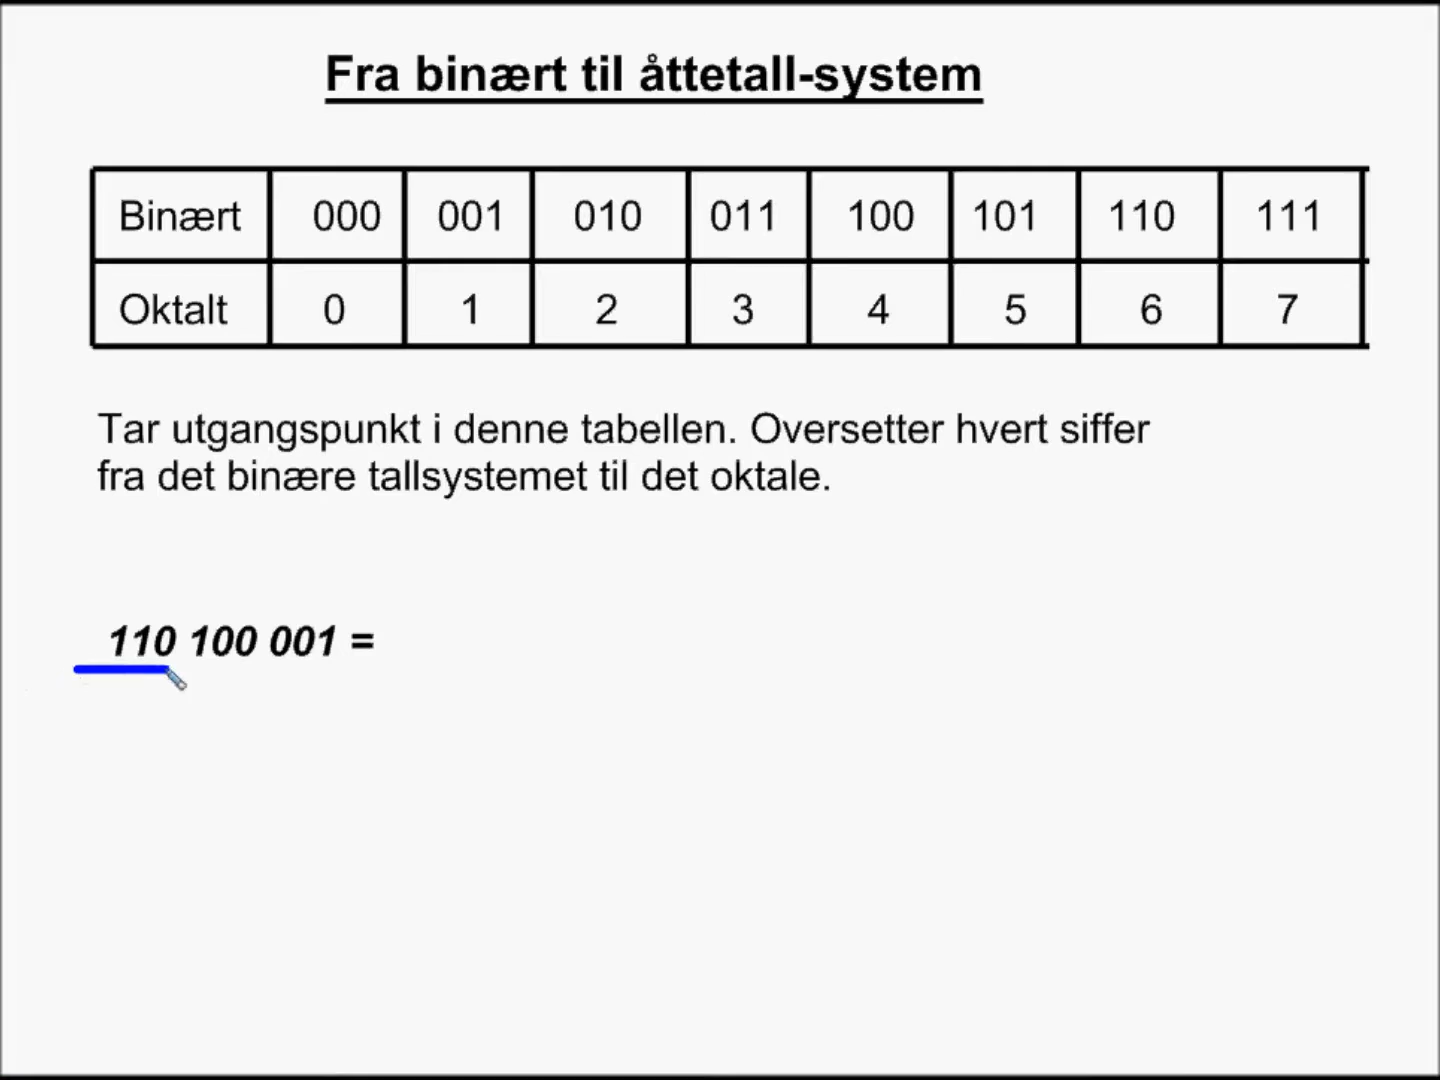 Fra binært til åttetall-system
Binært 000 001 010 011 100 101 110 111
Oktalt 0 1 2 3 4 5 6 7
Tar utgangspunkt i denne tabellen. Oversetter hvert siffer
fra det binære tallsystemet til det oktale.
110 100 001 =